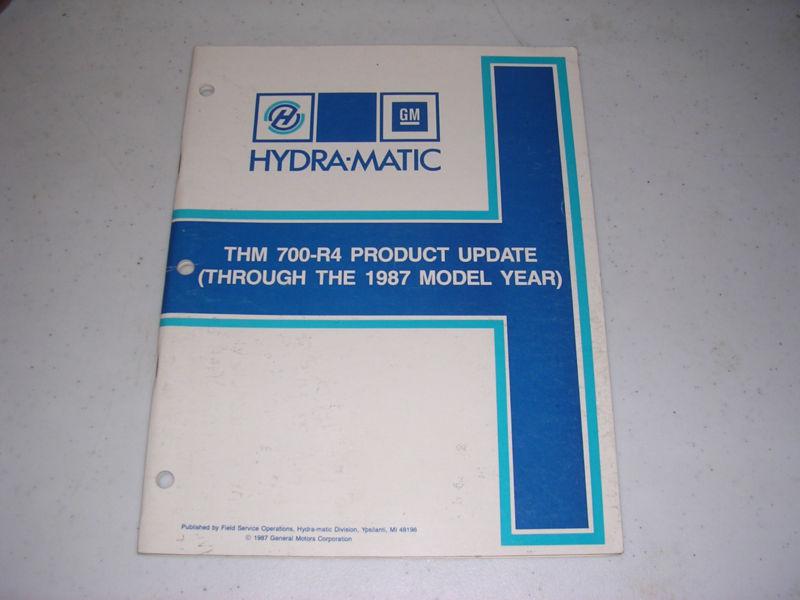 H
GM
HYDRA·MATIC
THM 700-R4 PRODUCT UPDATE
(THROUGH THE 1987 MODEL YEAR)
Published by Field Service Operations, Hydra-matic Division, Ypsilanti, Mi 48198
© 1987 General Motors Corporation